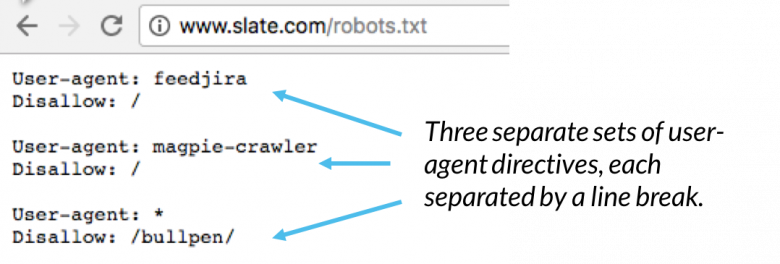 www.slate.com/robots.txt
User-agent: feedjira
Disallow: /
User-agent: magpie-crawler
Disallow: /
User-agent: *
Disallow: /bullpen/
Three separate sets of user-
agent directives, each
separated by a line break.